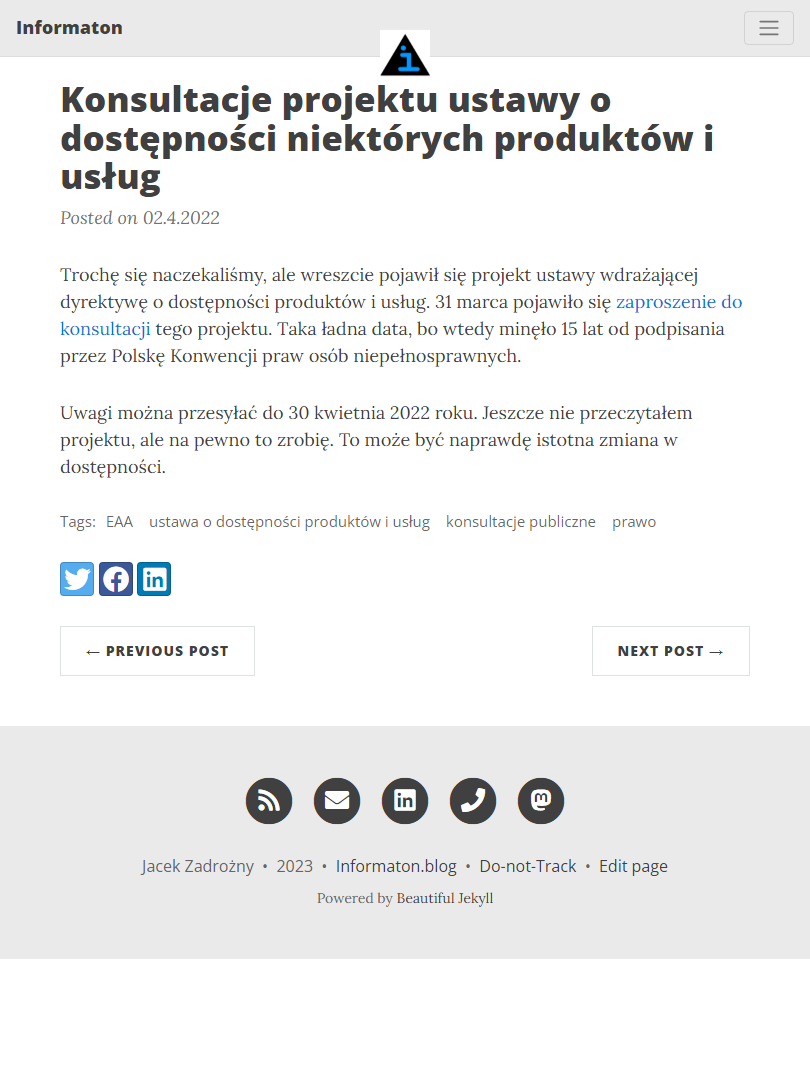 Informaton
i
Konsultacje projektu ustawy o
dostępności niektórych produktów i
usług
Posted on 02.4.2022
Trochę się naczekaliśmy, ale wreszcie pojawił się projekt ustawy wdrażającej
dyrektywę o dostępności produktów i usług. 31 marca pojawiło się zaproszenie do
konsultacji tego projektu. Taka ładna data, bo wtedy minęło 15 lat od podpisania
przez Polskę Konwencji praw osób niepełnosprawnych.
Uwagi można przesyłać do 30 kwietnia 2022 roku. Jeszcze nie przeczytałem
projektu, ale na pewno to zrobię. To może być naprawdę istotna zmiana w
dostępności.
Tags: EAA ustawa o dostępności produktów i usług konsultacje publiczne prawo
← PREVIOUS POST NEXT POST →
Jacek Zadrożny • 2023 • Informaton.blog • Do-not-Track • Edit page
Powered by Beautiful Jekyll